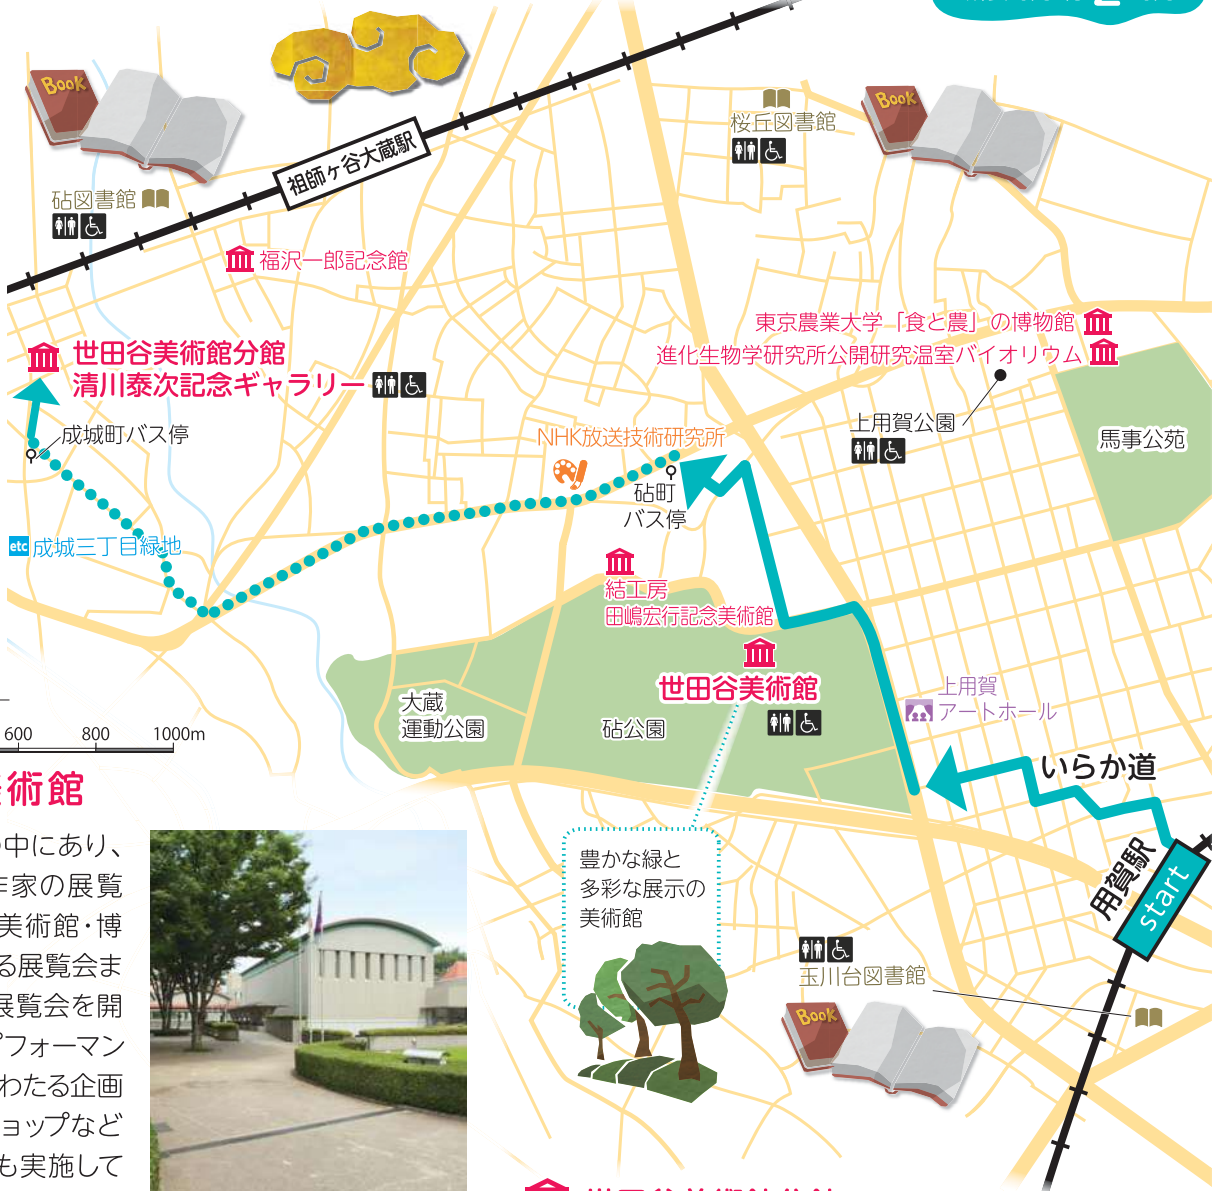 Book
Book
桜丘図書館
祖師ヶ谷大蔵駅
砧図書館
福沢一郎記念館
東京農業大学「食と農」の博物館
進化生物学研究所公開研究温室バイオリウム
世田谷美術館分館
清川泰次記念ギャラリー
上用賀公園
馬事公苑
成城町バス停
NHK放送技術研究所
砧町
バス停
etc 成城三丁目緑地
結工房
田嶋宏行記念美術館
世田谷美術館
大蔵
運動公園
砧公園
上用賀
アートホール
600 800 1000m
いらか道
用賀駅
start
術館
中にあり、
作家の展覧
美術館・博
る展覧会ま
展覧会を開
プフォーマン
わたる企画
ョップなど
も実施して
豊かな緑と
多彩な展示の
美術館
玉川台図書館
Book